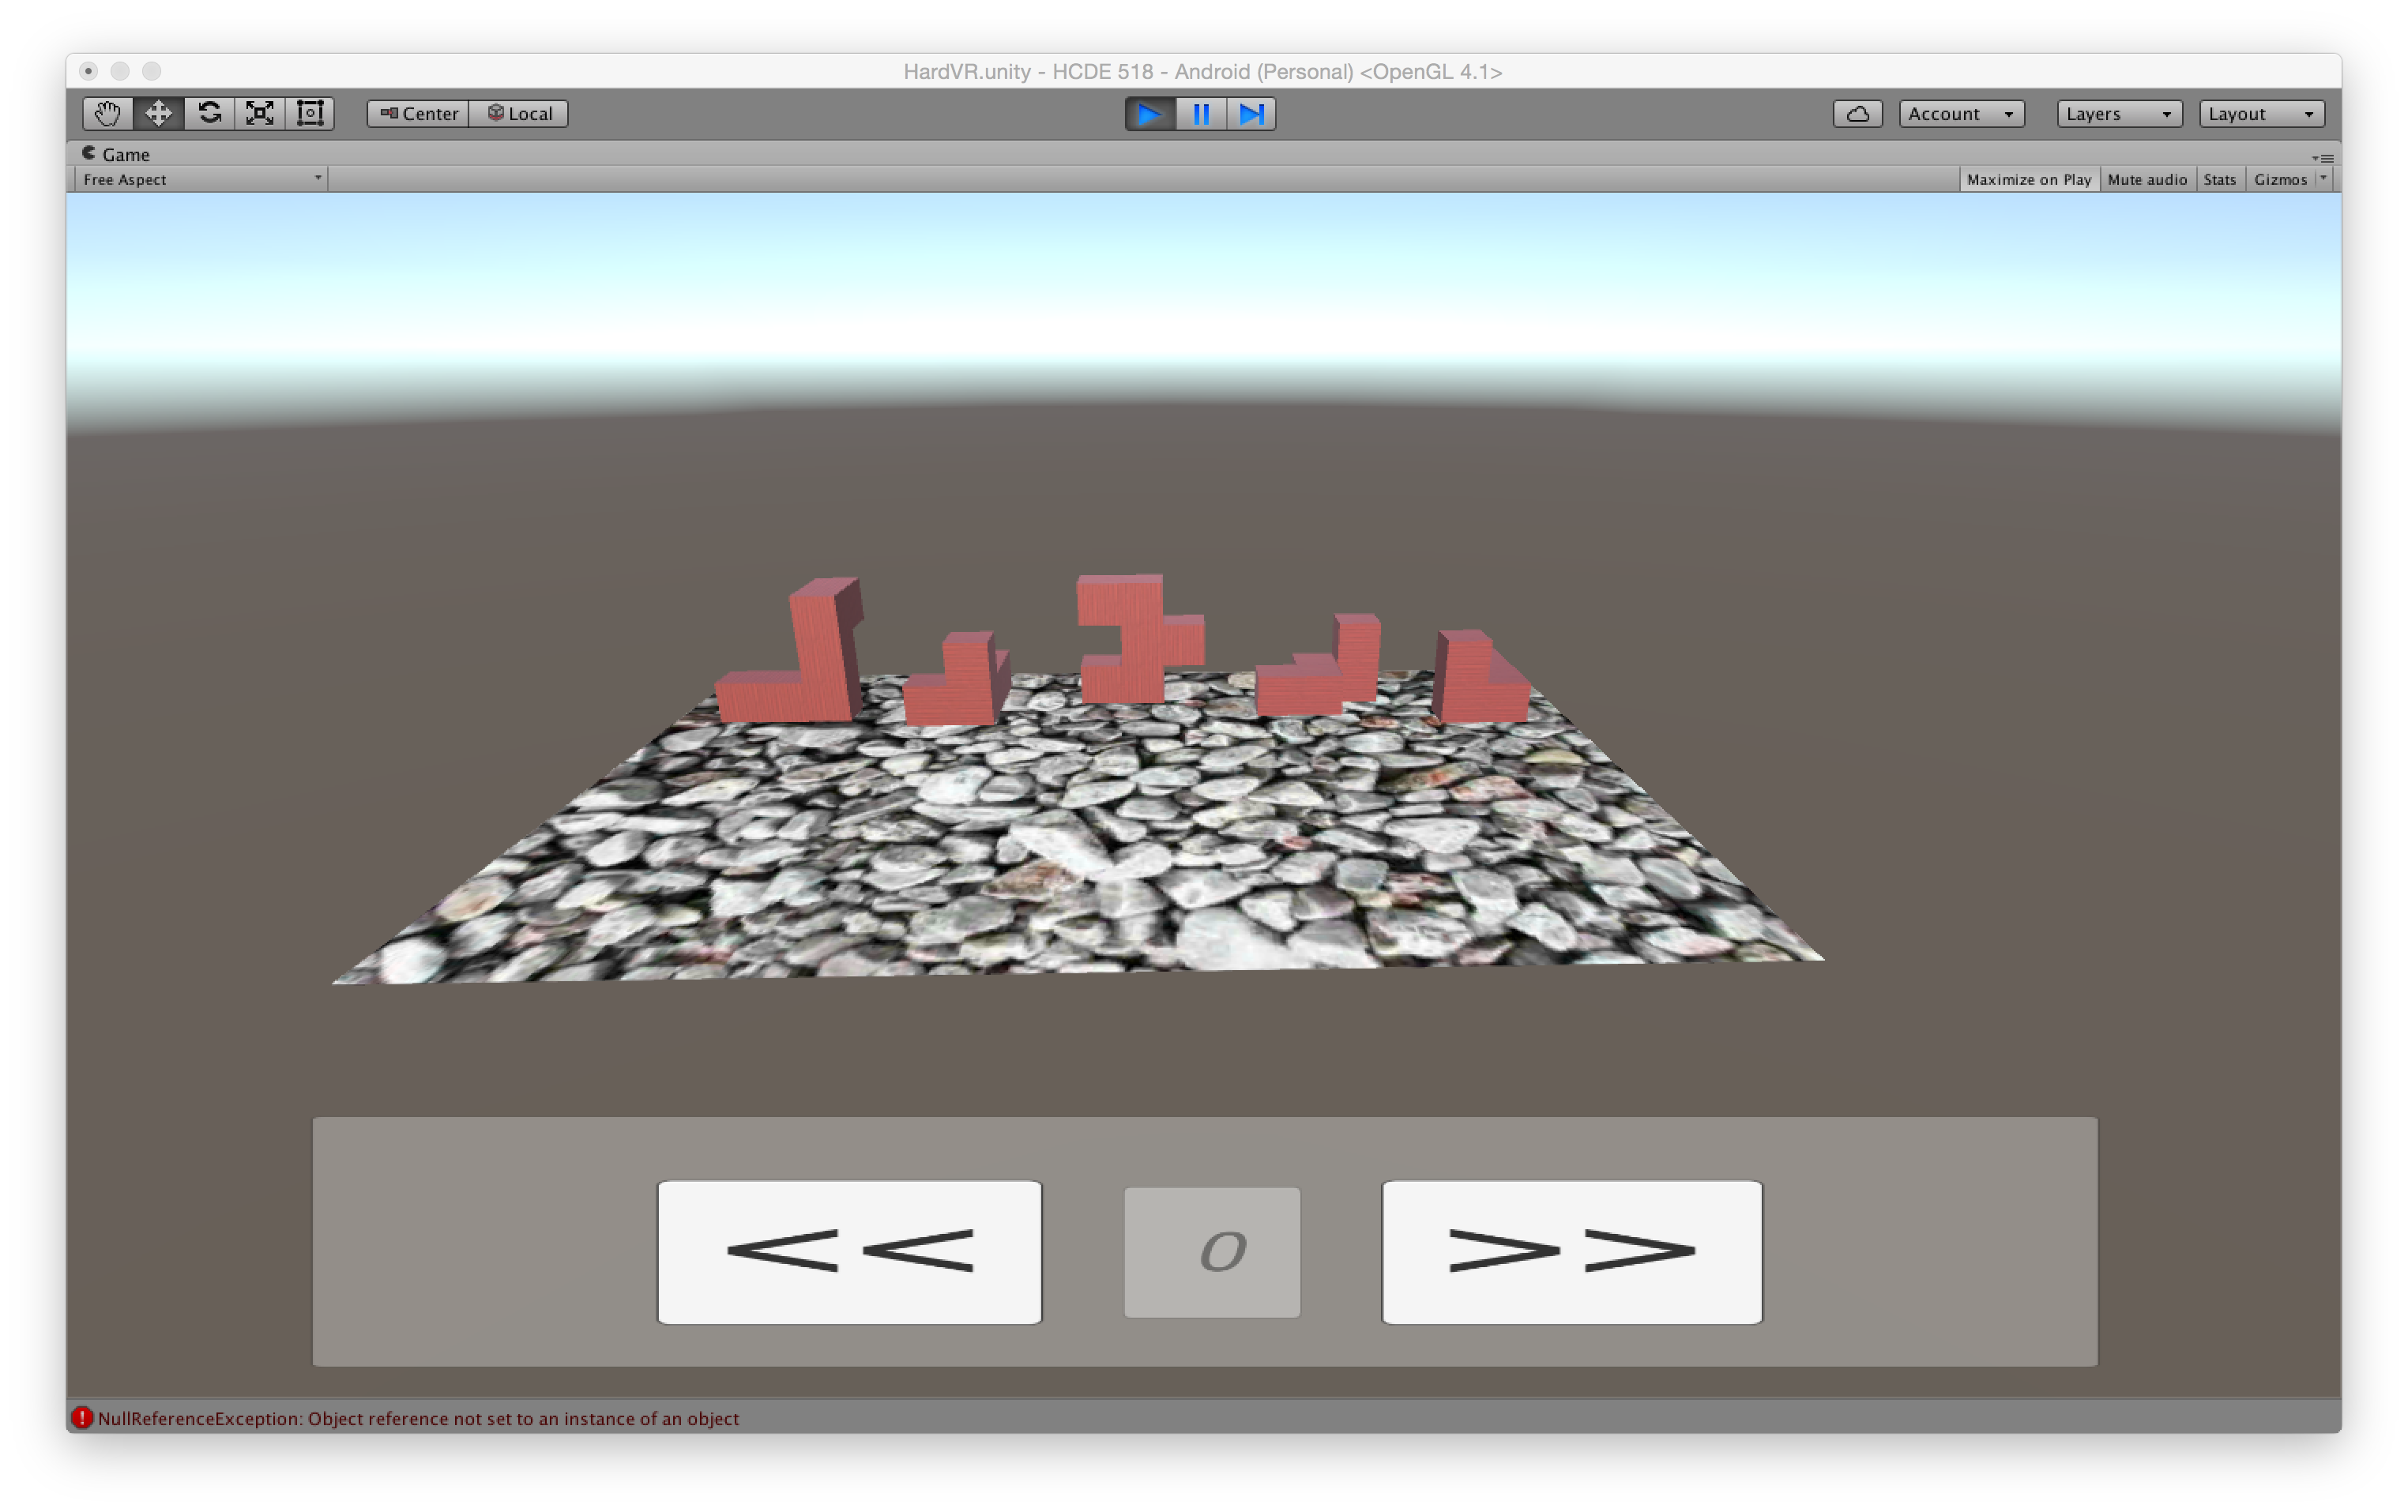 HardVR.unity - HCDE 518 - Android (Personal) <OpenGL 4.1>
Center Local Account Layers Layout
Game
Free Aspect Maximize on Play Mute audio Stats Gizmos
<< o >>
NullReferenceException: Object reference not set to an instance of an object